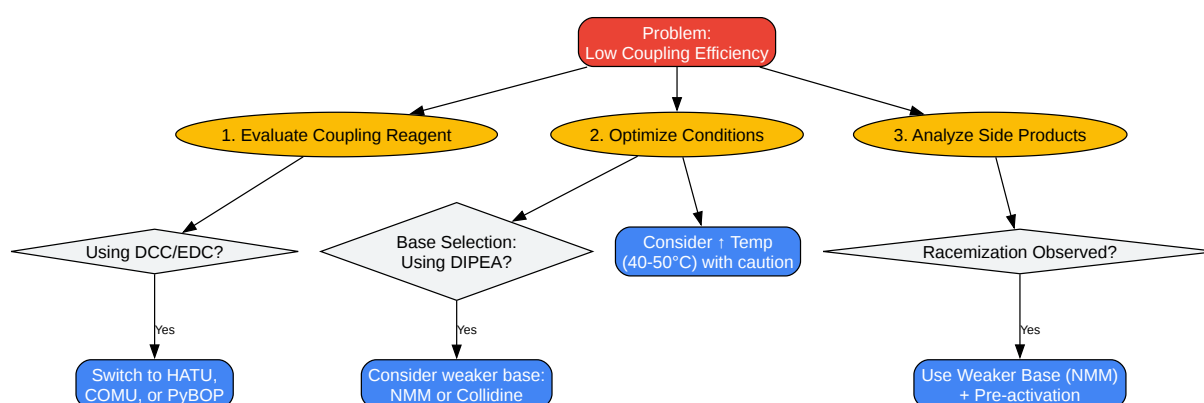 Problem:
Low Coupling Efficiency
1. Evaluate Coupling Reagent
2. Optimize Conditions
3. Analyze Side Products
Using DCC/EDC?
Base Selection:
Using DIPEA?
Consider ↑ Temp
(40-50°C) with caution
Racemization Observed?
Yes
Yes
Yes
Switch to HATU,
COMU, or PyBOP
Consider weaker base:
NMM or Collidine
Use Weaker Base (NMM)
+ Pre-activation